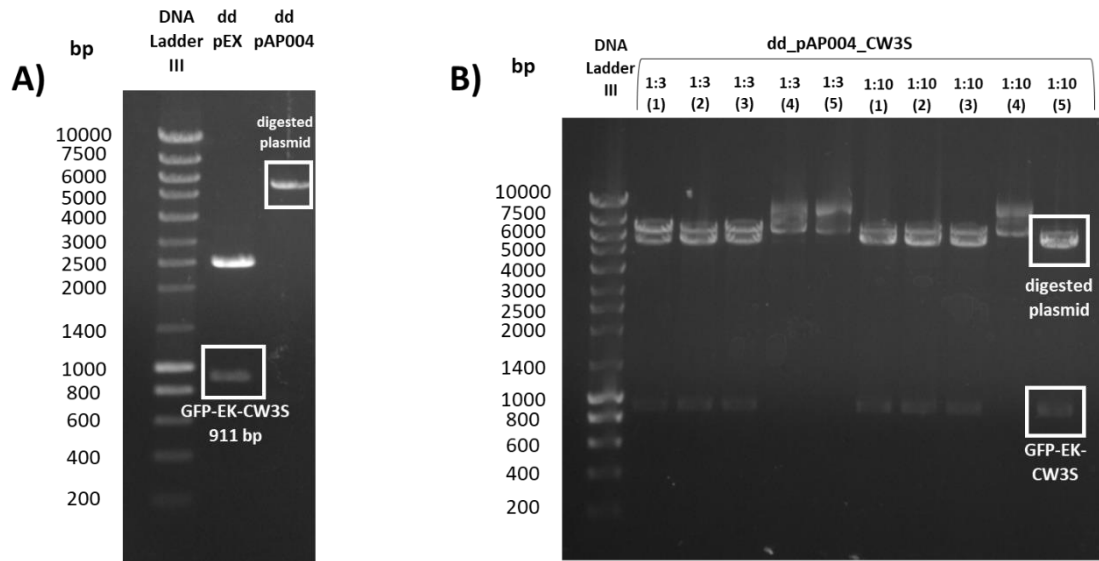 A)
bp
DNA
Ladder
III
dd
pEX
dd
pAP004
10000
7500
6000
5000
4000
3000
2500
2000
1400
1000
800
600
400
200
digested
plasmid
GFP-EK-CW3S
911 bp
B)
bp
DNA
Ladder
III
dd_pAP004_CW3S
1:3 1:3 1:3 1:3 1:3 1:10 1:10 1:10 1:10 1:10
(1) (2) (3) (4) (5) (1) (2) (3) (4) (5)
10000
7500
6000
5000
4000
3000
2500
2000
1400
1000
800
600
400
200
digested
plasmid
GFP-EK-
CW3S